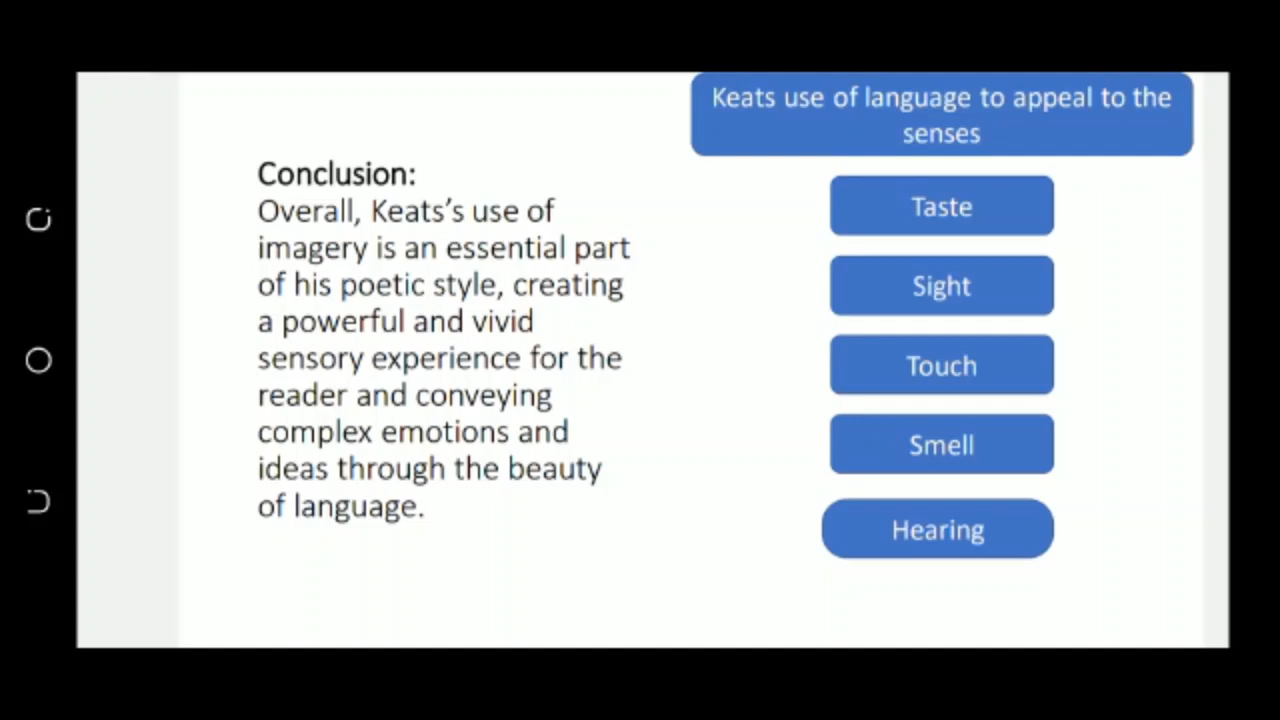 Keats use of language to appeal to the
senses
Conclusion:
Overall, Keats’s use of
imagery is an essential part
of his poetic style, creating
a powerful and vivid
sensory experience for the
reader and conveying
complex emotions and
ideas through the beauty
of language.
Taste
Sight
Touch
Smell
Hearing